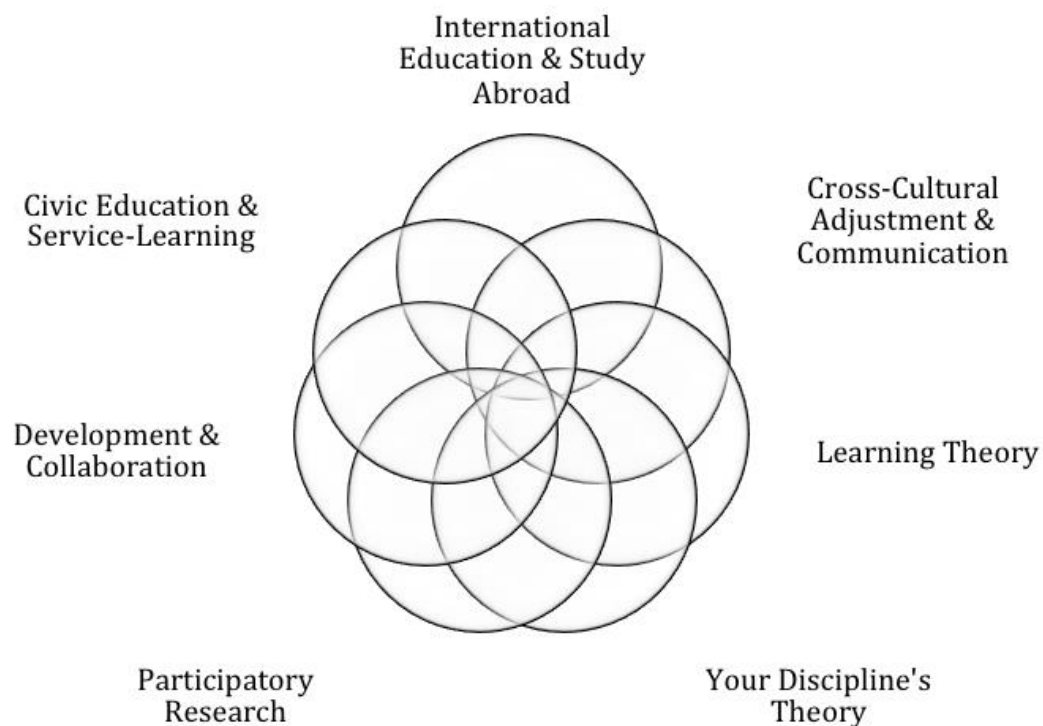 International
Education & Study
Abroad
Civic Education &
Service-Learning
Cross-Cultural
Adjustment &
Communication
Development &
Collaboration
Learning Theory
Participatory
Research
Your Discipline's
Theory